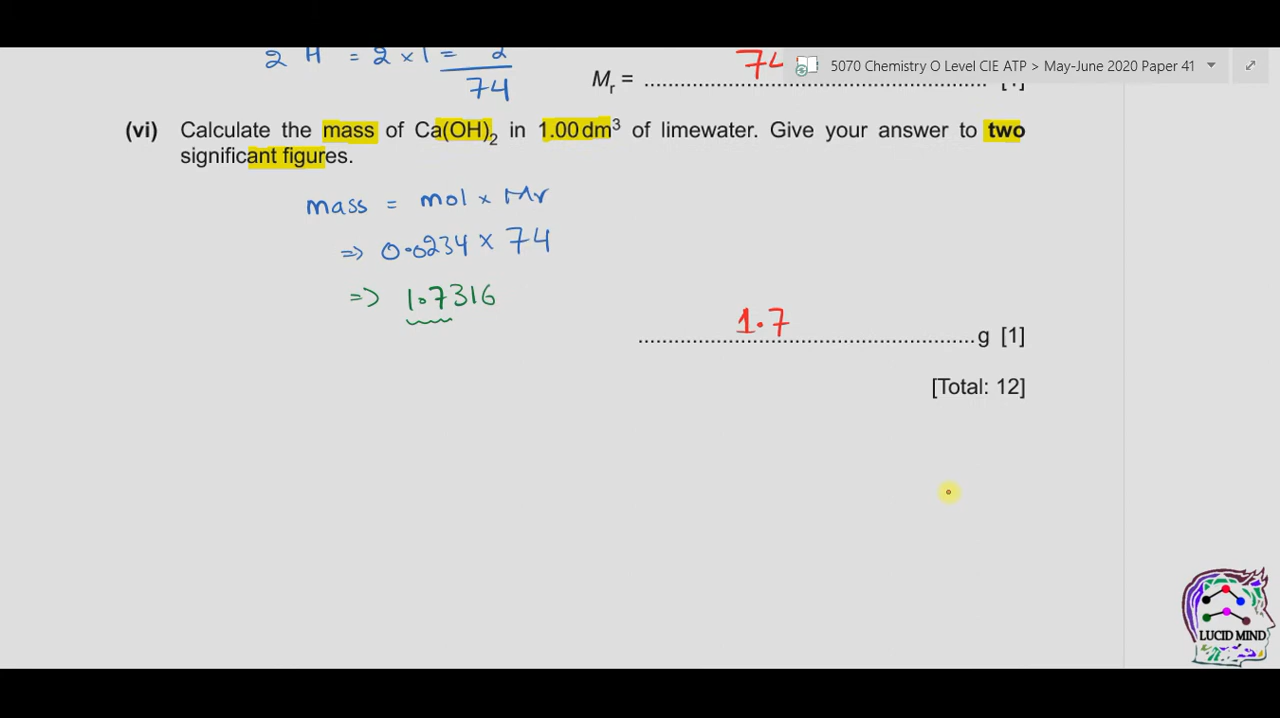 2 H = 2 × 1 = 2
74
Mr = .......... 74 [1]
5070 Chemistry O Level CIE ATP > May-June 2020 Paper 41
(vi) Calculate the mass of Ca(OH)2 in 1.00 dm³ of limewater. Give your answer to two
significant figures.
mass = mol × Mr
=> 0.0234 × 74
=> 1.7316
1.7
.......... g [1]
[Total: 12]
LUCID MIND